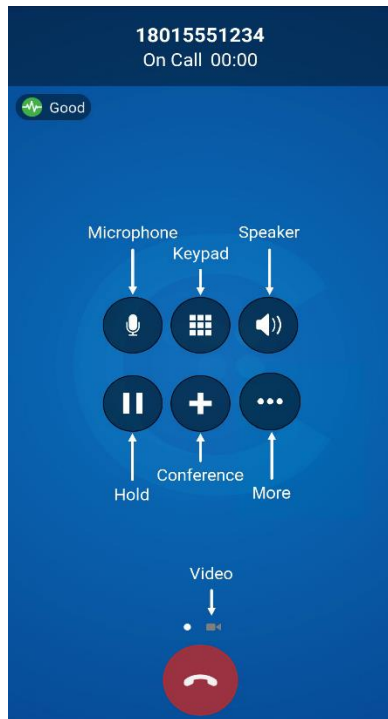 18015551234
On Call 00:00
Good
Microphone
Speaker
Keypad
Conference
Hold
More
Video